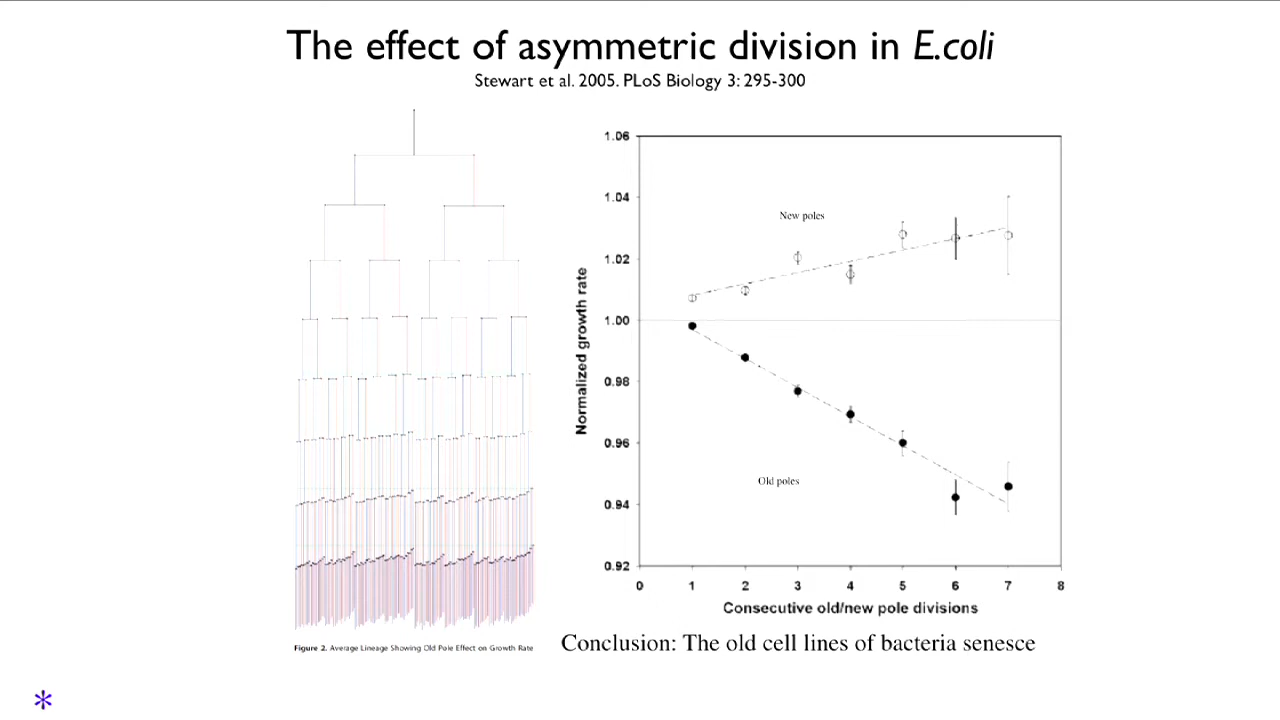 The effect of asymmetric division in E.coli
Stewart et al. 2005. PLoS Biology 3: 295-300
Figure 2. Average Lineage Showing Old Pole Effect on Growth Rate
1.06
1.04
1.02
1.00
0.98
0.96
0.94
0.92
Normalized growth rate
New poles
Old poles
0 1 2 3 4 5 6 7 8
Consecutive old/new pole divisions
Conclusion: The old cell lines of bacteria senesce
*